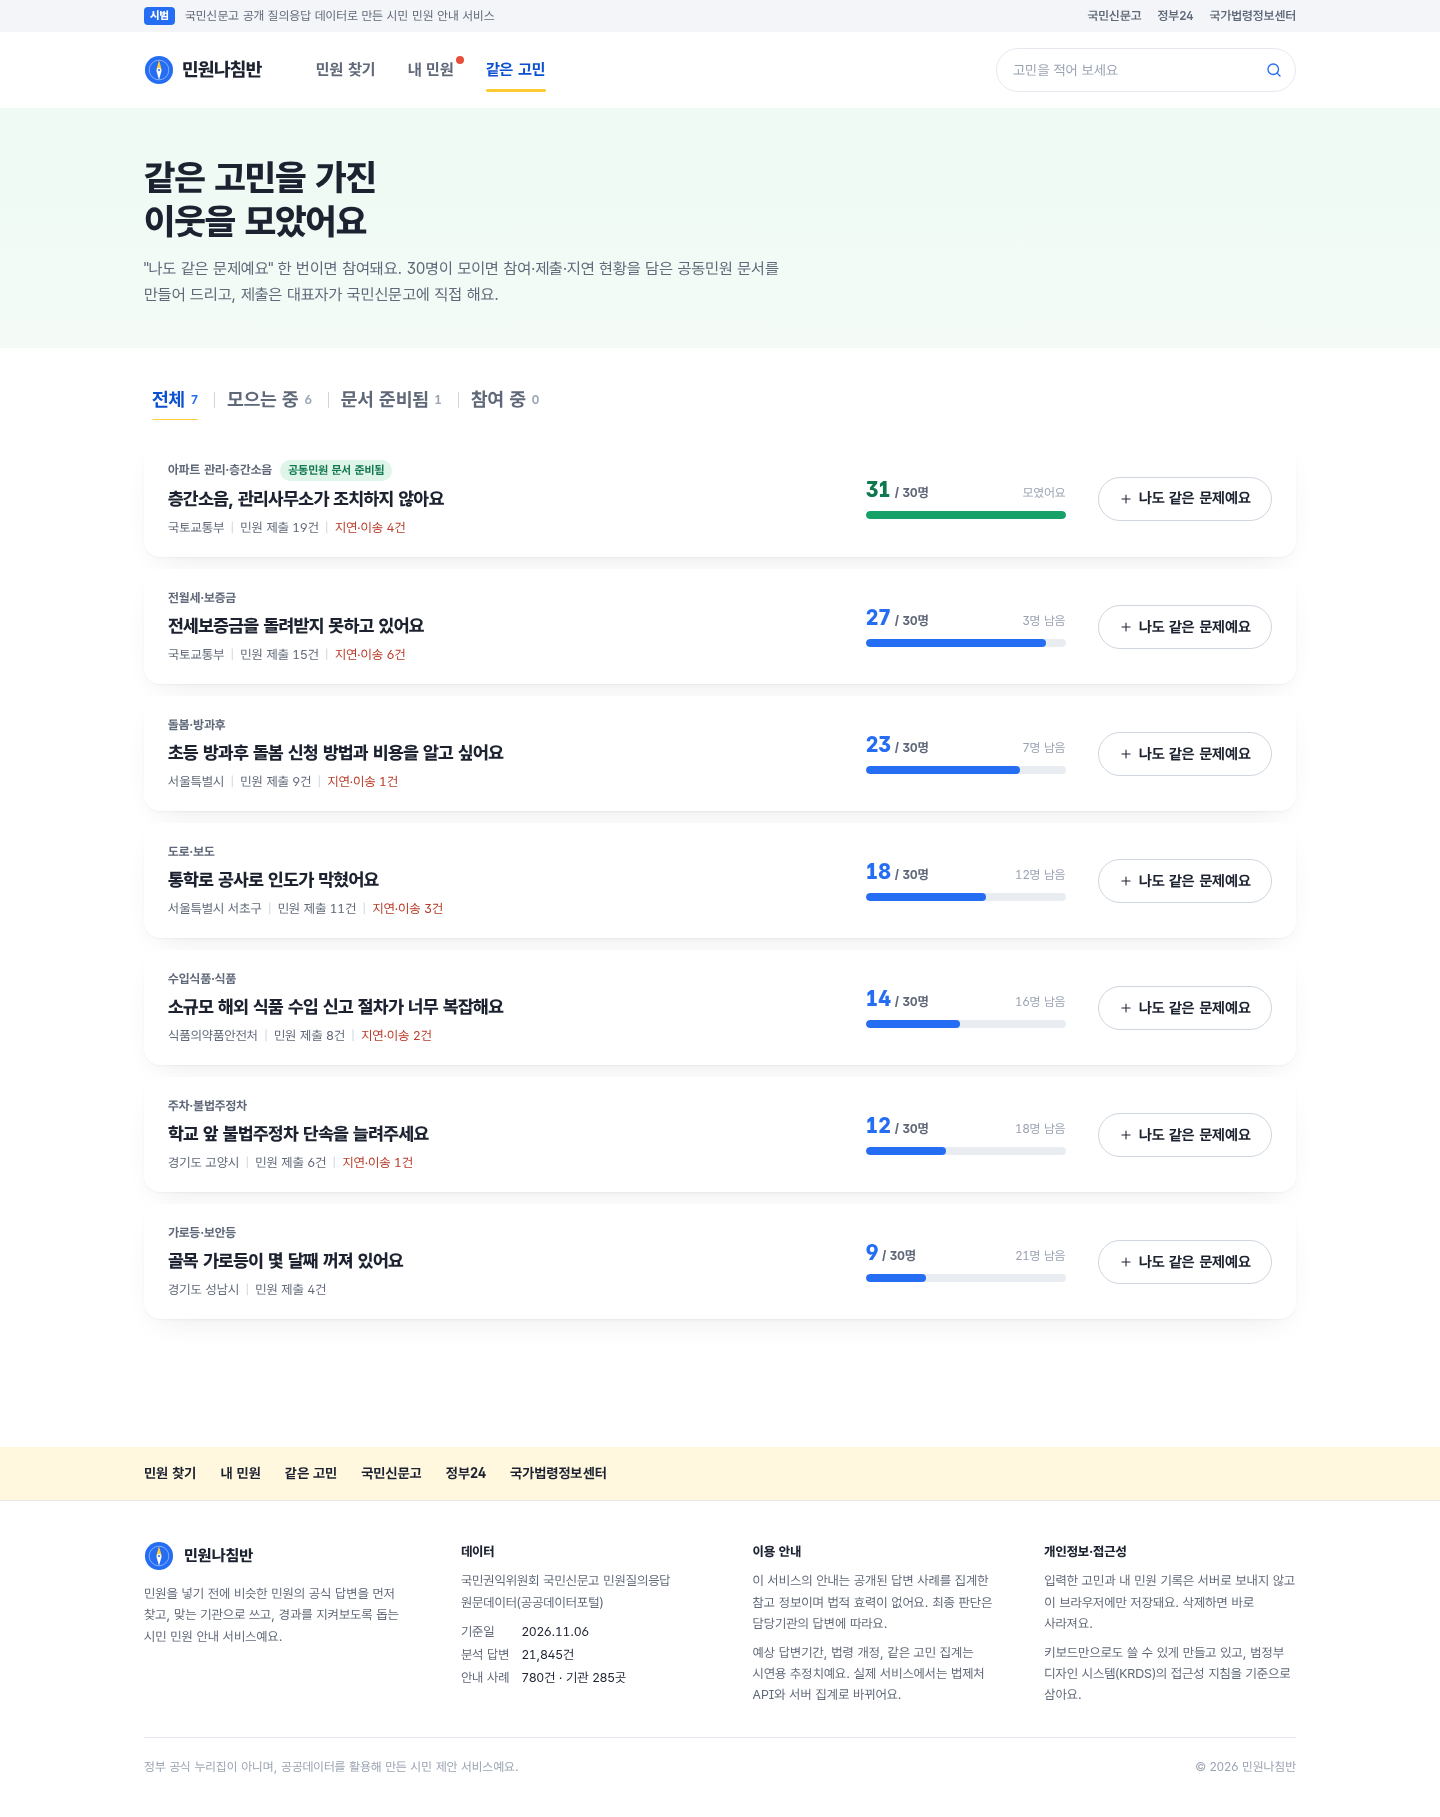 시범 국민신문고 공개 질의응답 데이터로 만든 시민 민원 안내 서비스
국민신문고 정부24 국가법령정보센터
민원나침반 민원 찾기 내 민원 같은 고민 고민을 적어 보세요
같은 고민을 가진
이웃을 모았어요
"나도 같은 문제예요" 한 번이면 참여돼요. 30명이 모이면 참여·제출·지연 현황을 담은 공동민원 문서를
만들어 드리고, 제출은 대표자가 국민신문고에 직접 해요.
전체 7 모으는 중 6 문서 준비됨 1 참여 중 0
아파트 관리·층간소음 공동민원 문서 준비됨
층간소음, 관리사무소가 조치하지 않아요
국토교통부 | 민원 제출 19건 | 지연·이송 4건
31 / 30명 모였어요
+ 나도 같은 문제예요
전월세·보증금
전세보증금을 돌려받지 못하고 있어요
국토교통부 | 민원 제출 15건 | 지연·이송 6건
27 / 30명 3명 남음
+ 나도 같은 문제예요
돌봄·방과후
초등 방과후 돌봄 신청 방법과 비용을 알고 싶어요
서울특별시 | 민원 제출 9건 | 지연·이송 1건
23 / 30명 7명 남음
+ 나도 같은 문제예요
도로·보도
통학로 공사로 인도가 막혔어요
서울특별시 서초구 | 민원 제출 11건 | 지연·이송 3건
18 / 30명 12명 남음
+ 나도 같은 문제예요
수입식품·식품
소규모 해외 식품 수입 신고 절차가 너무 복잡해요
식품의약품안전처 | 민원 제출 8건 | 지연·이송 2건
14 / 30명 16명 남음
+ 나도 같은 문제예요
주차·불법주정차
학교 앞 불법주정차 단속을 늘려주세요
경기도 고양시 | 민원 제출 6건 | 지연·이송 1건
12 / 30명 18명 남음
+ 나도 같은 문제예요
가로등·보안등
골목 가로등이 몇 달째 꺼져 있어요
경기도 성남시 | 민원 제출 4건
9 / 30명 21명 남음
+ 나도 같은 문제예요
민원 찾기 내 민원 같은 고민 국민신문고 정부24 국가법령정보센터
민원나침반
민원을 넣기 전에 비슷한 민원의 공식 답변을 먼저
찾고, 맞는 기관으로 쓰고, 경과를 지켜보도록 돕는
시민 민원 안내 서비스예요.
데이터
국민권익위원회 국민신문고 민원질의응답
원문데이터(공공데이터포털)
기준일 2026.11.06
분석 답변 21,845건
안내 사례 780건 · 기관 285곳
이용 안내
이 서비스의 안내는 공개된 답변 사례를 집계한
참고 정보이며 법적 효력이 없어요. 최종 판단은
담당기관의 답변에 따라요.
예상 답변기간, 법령 개정, 같은 고민 집계는
시연용 추정치예요. 실제 서비스에서는 법제처
API와 서버 집계로 바뀌어요.
개인정보·접근성
입력한 고민과 내 민원 기록은 서버로 보내지 않고
이 브라우저에만 저장돼요. 삭제하면 바로
사라져요.
키보드만으로도 쓸 수 있게 만들고 있고, 범정부
디자인 시스템(KRDS)의 접근성 지침을 기준으로
삼아요.
정부 공식 누리집이 아니며, 공공데이터를 활용해 만든 시민 제안 서비스예요.
© 2026 민원나침반